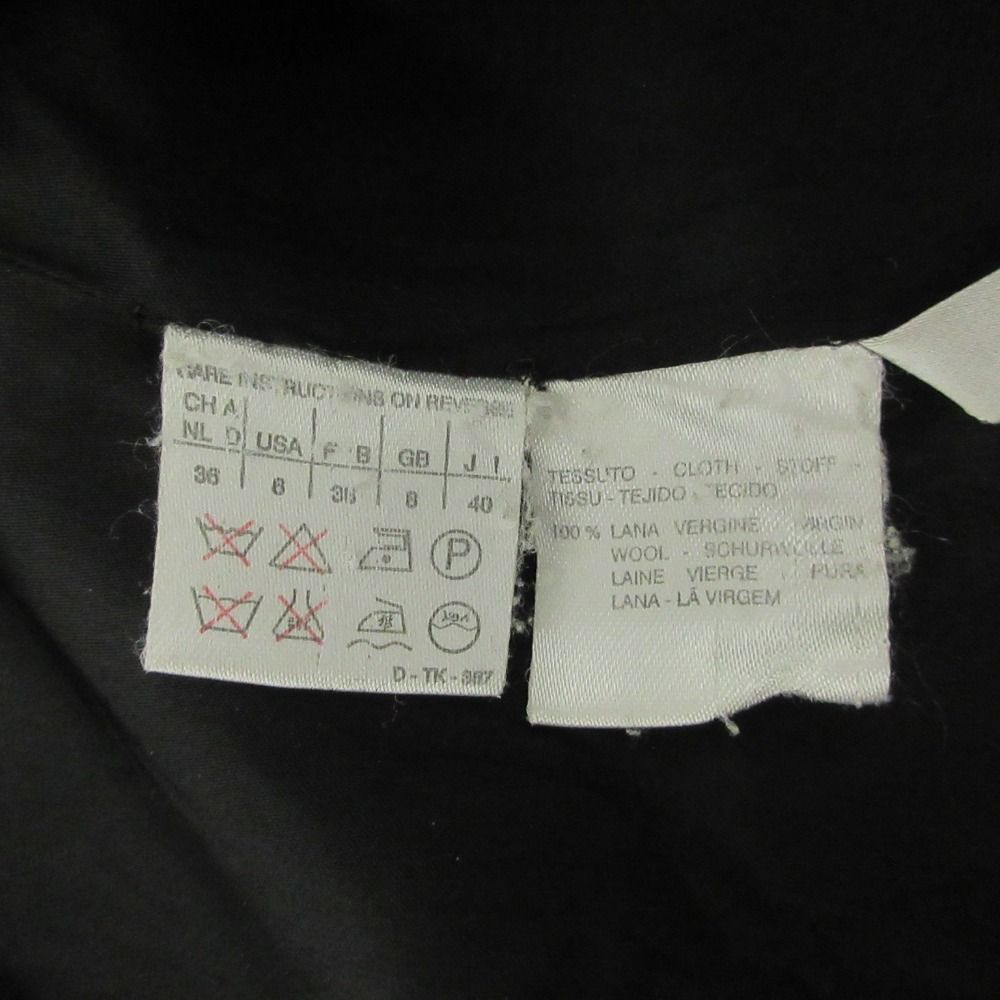 CARE INSTRUCTIONS ON REVERSE
CH A
NL D USA F B GB J I
36 6 38 8 40
P
D - TK -
TESSUTO - CLOTH - STOFF -
TISSU - TEJIDO - TECIDO
100 % LANA VERGINE - VIRGIN
WOOL - SCHURWOLLE -
LAINE VIERGE - PURA
LANA - LÃ VIRGEM